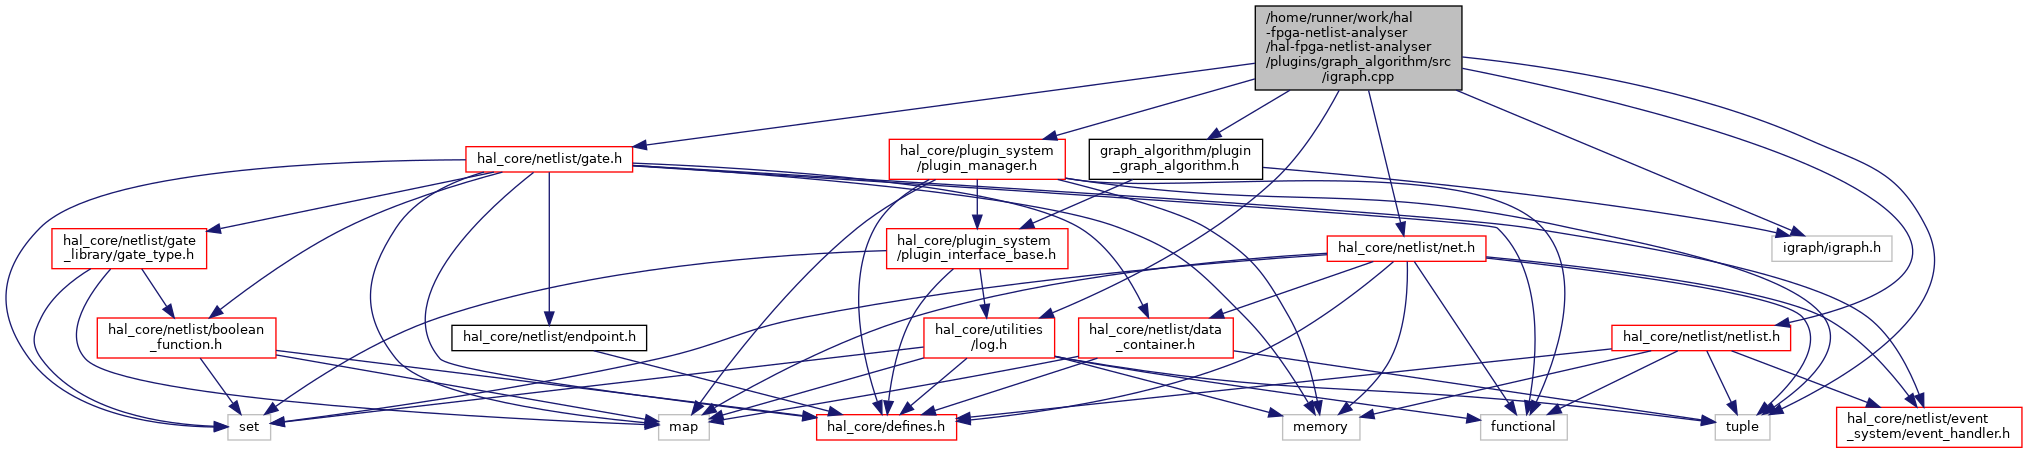 /home/runner/work/hal
-fpga-netlist-analyser
/hal-fpga-netlist-analyser
/plugins/graph_algorithm/src
/igraph.cpp
hal_core/netlist/gate.h
hal_core/plugin_system
/plugin_manager.h
graph_algorithm/plugin
_graph_algorithm.h
hal_core/netlist/gate
_library/gate_type.h
hal_core/plugin_system
/plugin_interface_base.h
hal_core/netlist/net.h
igraph/igraph.h
hal_core/netlist/boolean
_function.h
hal_core/netlist/endpoint.h
hal_core/utilities
/log.h
hal_core/netlist/data
_container.h
hal_core/netlist/netlist.h
set
map
hal_core/defines.h
memory
functional
tuple
hal_core/netlist/event
_system/event_handler.h